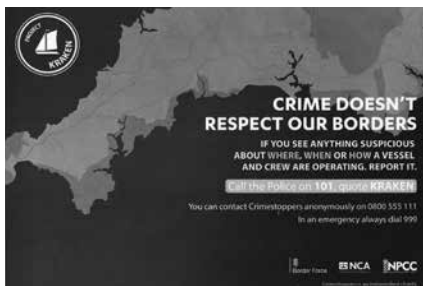 PROJECT
KRAKEN
CRIME DOESN'T
RESPECT OUR BORDERS
IF YOU SEE ANYTHING SUSPICIOUS
ABOUT WHERE, WHEN OR HOW A VESSEL
AND CREW ARE OPERATING. REPORT IT.
Call the Police on 101, quote KRAKEN
You can contact Crimestoppers anonymously on 0800 555 111
In an emergency always dial 999
Border Force
NCA
NPCC